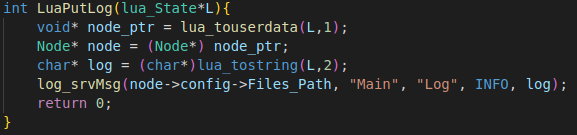 int LuaPutLog(lua_State*L){
    void* node_ptr = lua_touserdata(L,1);
    Node* node = (Node*) node_ptr;
    char* log = (char*)lua_tostring(L,2);
    log_srvMsg(node->config->Files_Path, "Main", "Log", INFO, log);
    return 0;
}